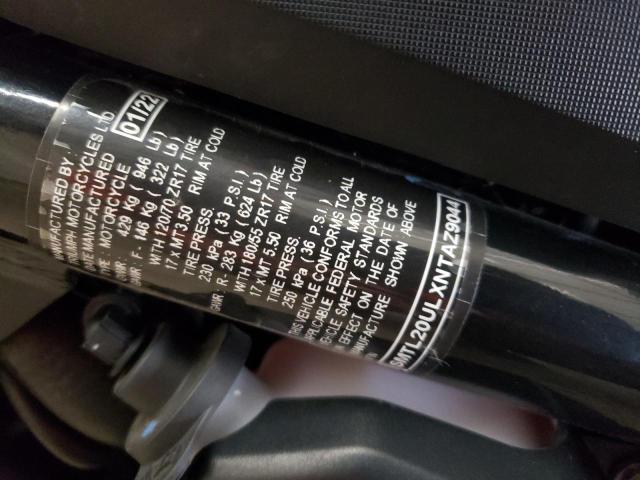 MANUFACTURED BY:
TRIUMPH MOTORCYCLES LTD
DATE MANUFACTURED 01/22
TYPE: MOTORCYCLE
429 Kg ( 946 Lb)
GAWR: F- 146 Kg ( 322 Lb)
WITH 120/70-ZR17 TIRE
17 x MT3.50 RIM AT COLD
TIRE PRESS.
230 kPa ( 33 P.S.I.)
GAWR: R- 283 Kg ( 624 Lb)
WITH 180/55 ZR17 TIRE
17 x MT 5.50 RIM AT COLD
TIRE PRESS.
250 kPa ( 36 P.S.I.)
THIS VEHICLE CONFORMS TO ALL
APPLICABLE FEDERAL MOTOR
VEHICLE SAFETY STANDARDS
IN EFFECT ON THE DATE OF
MANUFACTURE SHOWN ABOVE
SMTL20ULXNTAZ9044